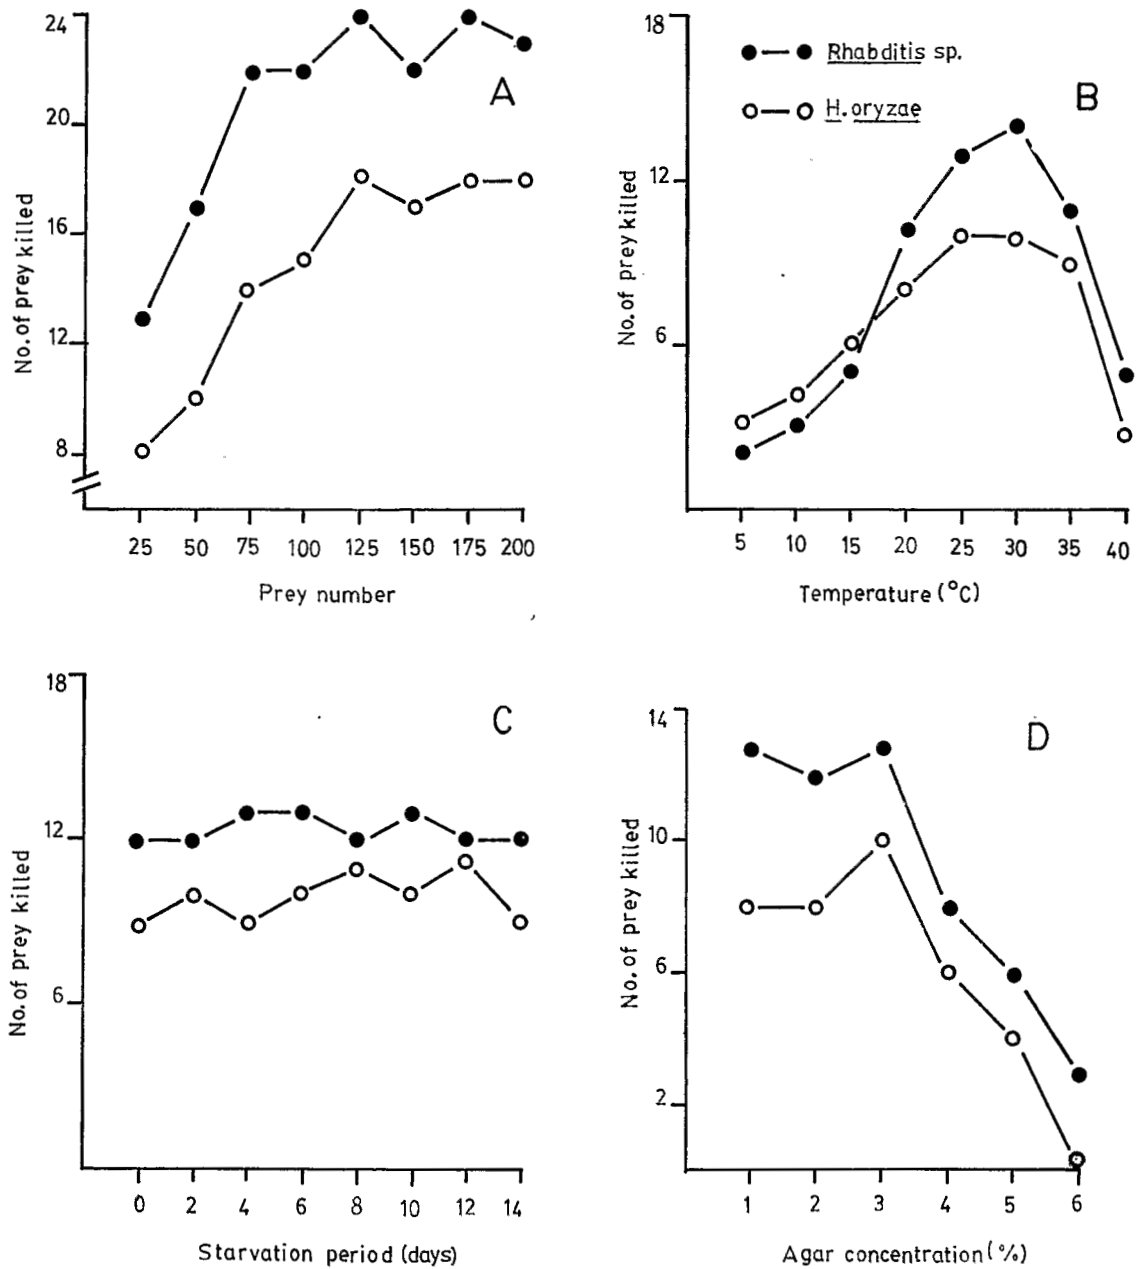 24
20
16
12
8
No. of prey killed
A
25 50 75 100 125 150 175 200
Prey number
18
12
6
No. of prey killed
Rhabditis sp.
H. oryzae
B
5 10 15 20 25 30 35 40
Temperature (°C)
18
12
6
No. of prey killed
C
0 2 4 6 8 10 12 14
Starvation period (days)
14
10
6
2
No. of prey killed
D
1 2 3 4 5 6
Agar concentration (%)